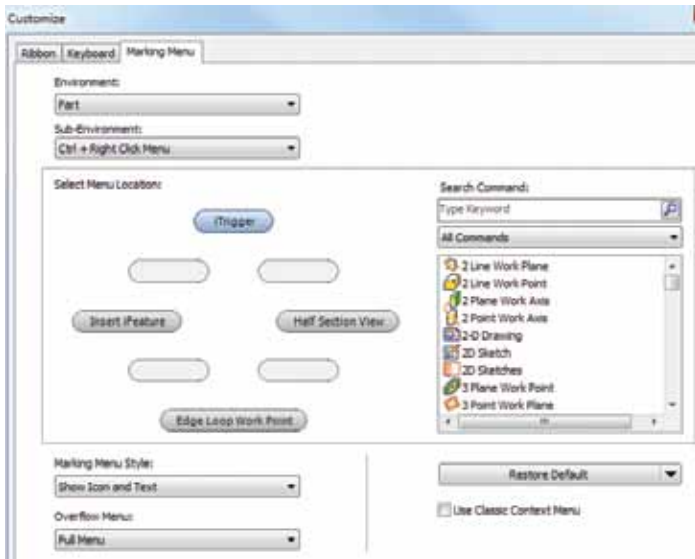 Customize
Ribbon Keyboard Marking Menu
Environment:
Part
Sub-Environment:
Ctrl + Right Click Menu
Select Menu Location:
iTrigger
Insert iFeature
Half Section View
Edge Loop Work Point
Search Command:
Type Keyword
All Commands
2 Line Work Plane
2 Line Work Point
2 Plane Work Axis
2 Point Work Axis
2-D Drawing
2D Sketch
2D Sketches
3 Plane Work Point
3 Point Work Plane
Marking Menu Style:
Show Icon and Text
Overflow Menu:
Full Menu
Restore Default
Use Classic Context Menu